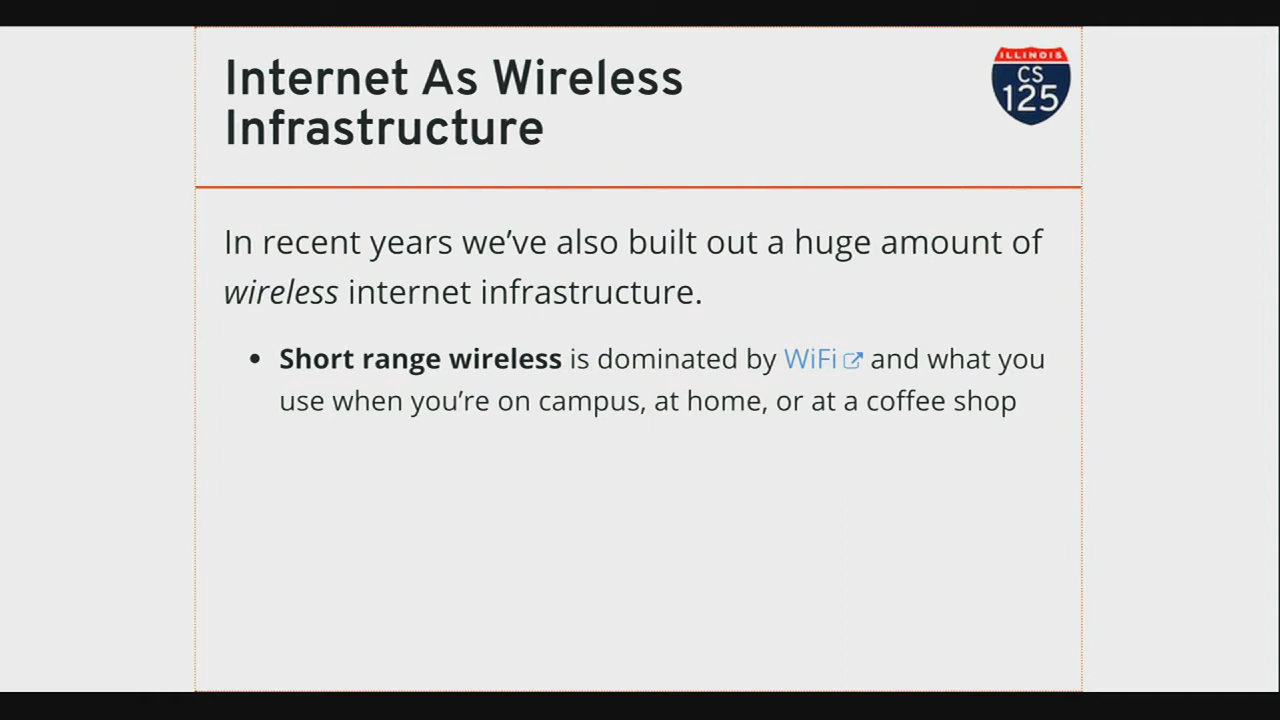 Internet As Wireless
Infrastructure
ILLINOIS
CS
125
In recent years we’ve also built out a huge amount of
wireless internet infrastructure.
• Short range wireless is dominated by WiFi and what you
use when you’re on campus, at home, or at a coffee shop